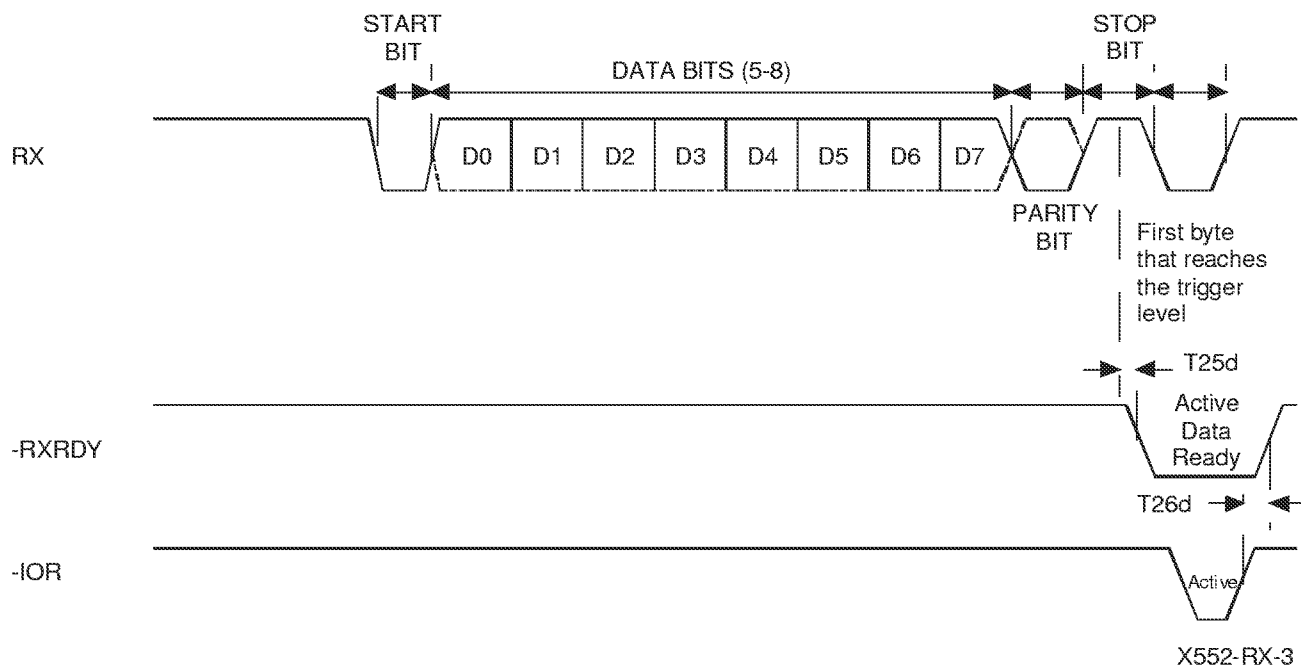 START
BIT
STOP
BIT
DATA BITS (5-8)
RX
D0 D1 D2 D3 D4 D5 D6 D7
PARITY
BIT
First byte
that reaches
the trigger
level
T25d
-RXRDY
Active
Data
Ready
T26d
-IOR
Active
X552-RX-3